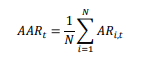 $$AAR_t = \frac{1}{N}\sum_{i=1}^{N} AR_{i,t}$$